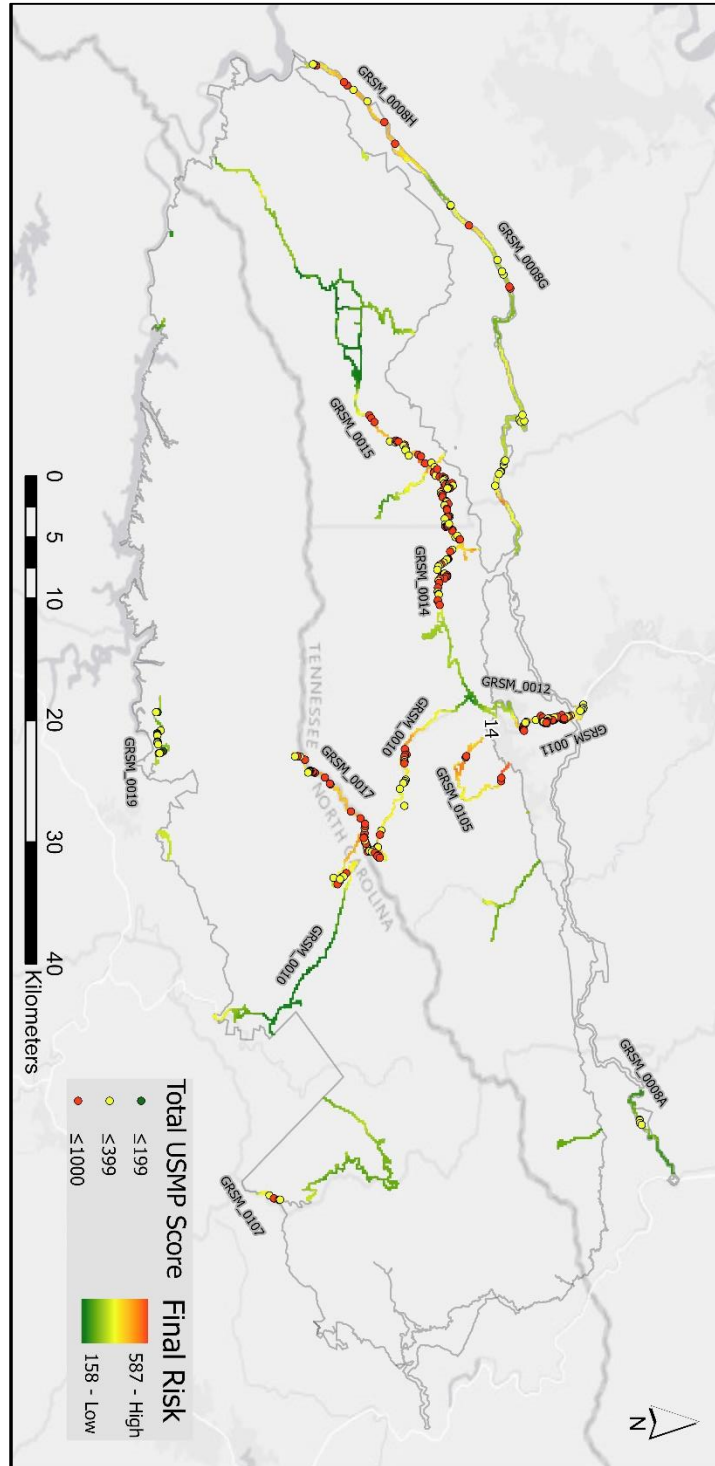 GRSM_0008H
GRSM_0008G
GRSM_0008A
GRSM_0015
GRSM_0014
GRSM_0012
GRSM_0011
14
GRSM_0010
GRSM_0105
TENNESSEE
NORTH CAROLINA
GRSM_0017
GRSM_0010
GRSM_0019
GRSM_0107
0 5 10 20 30 40
Kilometers
Total USMP Score
≤199
≤399
≤1000
Final Risk
587 - High
158 - Low
N